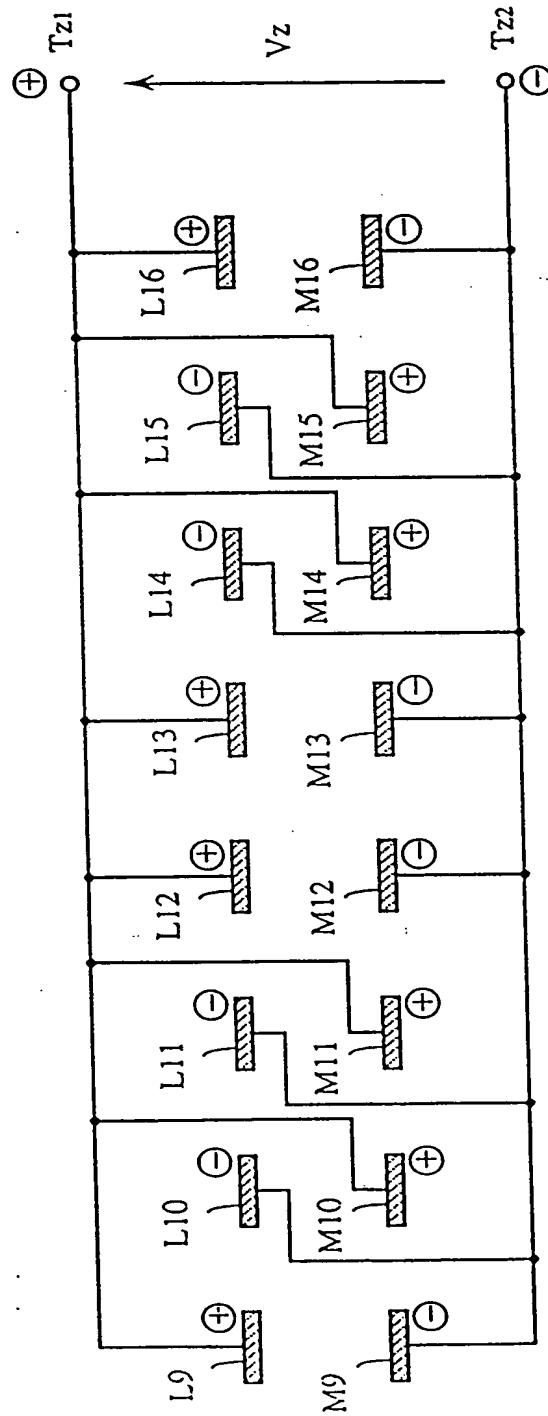 ⊕ Tz1
Vz
Tz2 ⊖
L9 ⊕
L10 ⊖
L11 ⊖
L12 ⊕
L13 ⊕
L14 ⊖
L15 ⊖
L16 ⊕
M9 ⊖
M10 ⊕
M11 ⊕
M12 ⊖
M13 ⊖
M14 ⊕
M15 ⊕
M16 ⊖